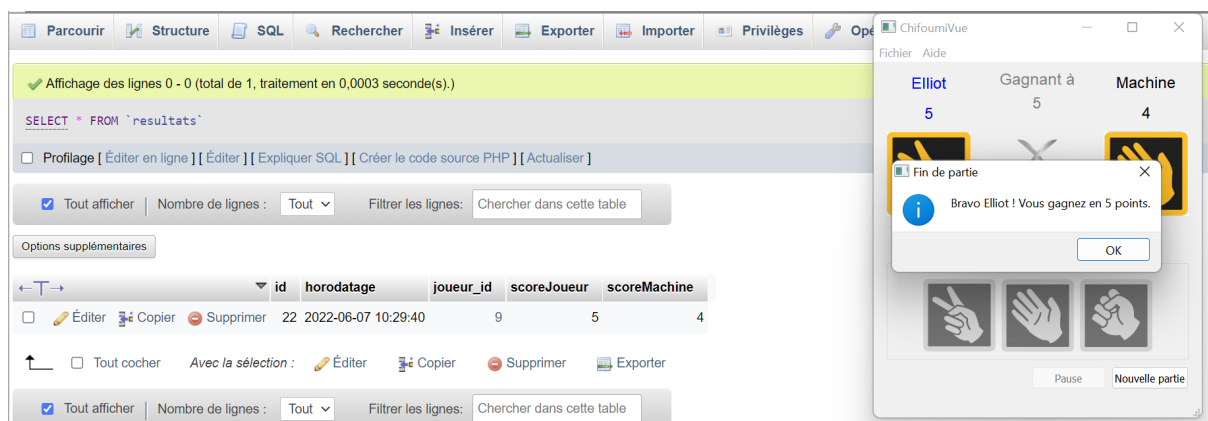 Parcourir Structure SQL Rechercher Insérer Exporter Importer Privilèges
Affichage des lignes 0 - 0 (total de 1, traitement en 0,0003 seconde(s).)
SELECT * FROM `resultats`
Profilage [ Éditer en ligne ] [ Éditer ] [ Expliquer SQL ] [ Créer le code source PHP ] [ Actualiser ]
Tout afficher | Nombre de lignes : Tout Filtrer les lignes: Chercher dans cette table
Options supplémentaires
←T→ id horodatage joueur_id scoreJoueur scoreMachine
Éditer Copier Supprimer 22 2022-06-07 10:29:40 9 5 4
Tout cocher Avec la sélection : Éditer Copier Supprimer Exporter
Tout afficher | Nombre de lignes : Tout Filtrer les lignes: Chercher dans cette table
ChifoumiVue
Fichier Aide
Elliot Gagnant à Machine
5 5 4
Fin de partie
Bravo Elliot ! Vous gagnez en 5 points.
OK
Pause Nouvelle partie